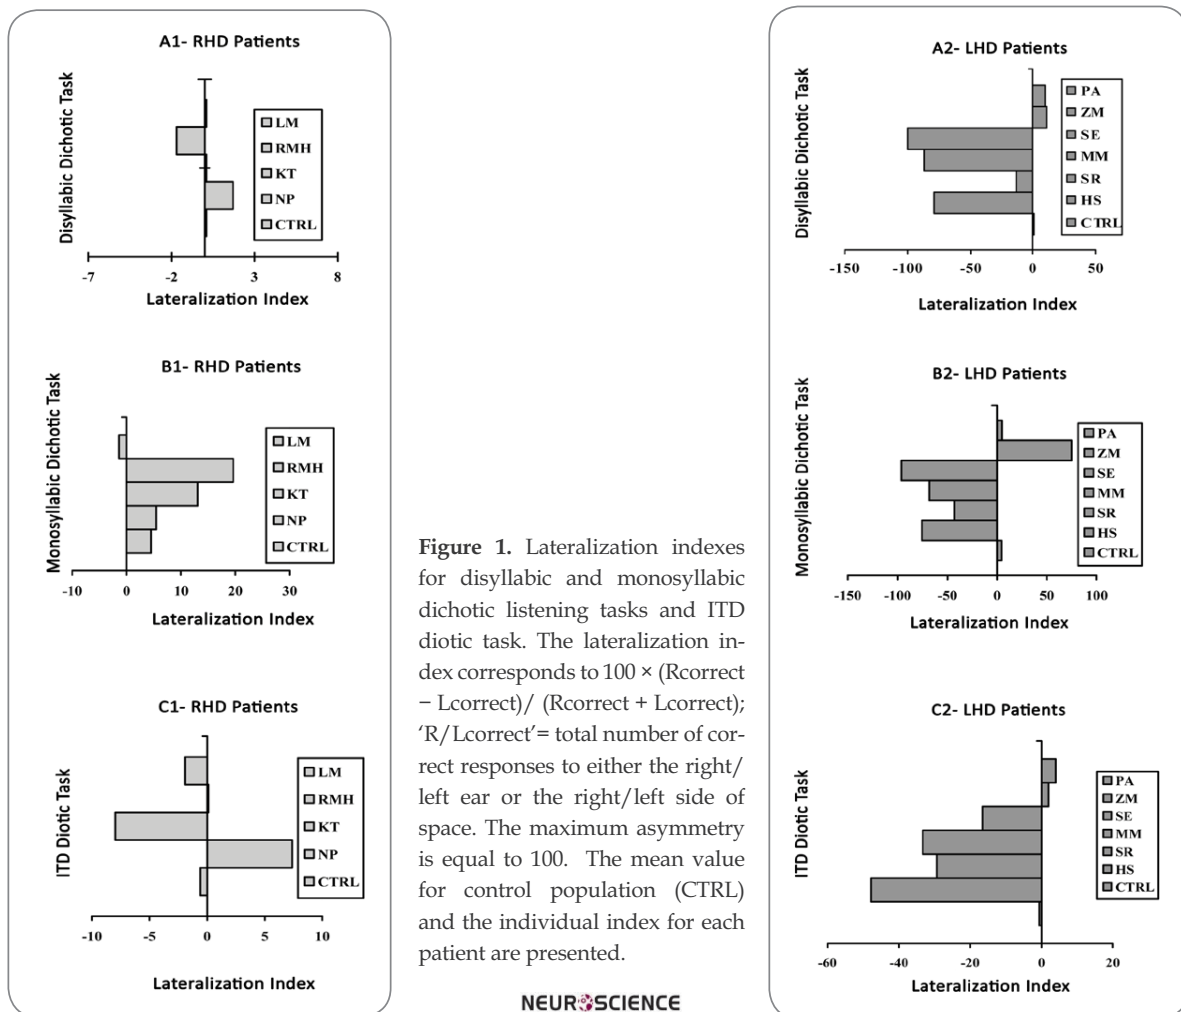 A1- RHD Patients
Disyllabic Dichotic Task
LM
RMH
KT
NP
CTRL
-7 -2 3 8
Lateralization Index
B1- RHD Patients
Monosyllabic Dichotic Task
LM
RMH
KT
NP
CTRL
-10 0 10 20 30
Lateralization Index
C1- RHD Patients
ITD Diotic Task
LM
RMH
KT
NP
CTRL
-10 -5 0 5 10
Lateralization Index
Figure 1. Lateralization indexes
for disyllabic and monosyllabic
dichotic listening tasks and ITD
diotic task. The lateralization in-
dex corresponds to 100 × (Rcorrect
− Lcorrect)/ (Rcorrect + Lcorrect);
‘R/Lcorrect’= total number of cor-
rect responses to either the right/
left ear or the right/left side of
space. The maximum asymmetry
is equal to 100. The mean value
for control population (CTRL)
and the individual index for each
patient are presented.
NEUROSCIENCE
A2- LHD Patients
Disyllabic Dichotic Task
PA
ZM
SE
MM
SR
HS
CTRL
-150 -100 -50 0 50
Lateralization Index
B2- LHD Patients
Monosyllabic Dichotic Task
PA
ZM
SE
MM
SR
HS
CTRL
-150 -100 -50 0 50 100
Lateralization Index
C2- LHD Patients
ITD Diotic Task
PA
ZM
SE
MM
SR
HS
CTRL
-60 -40 -20 0 20
Lateralization Index